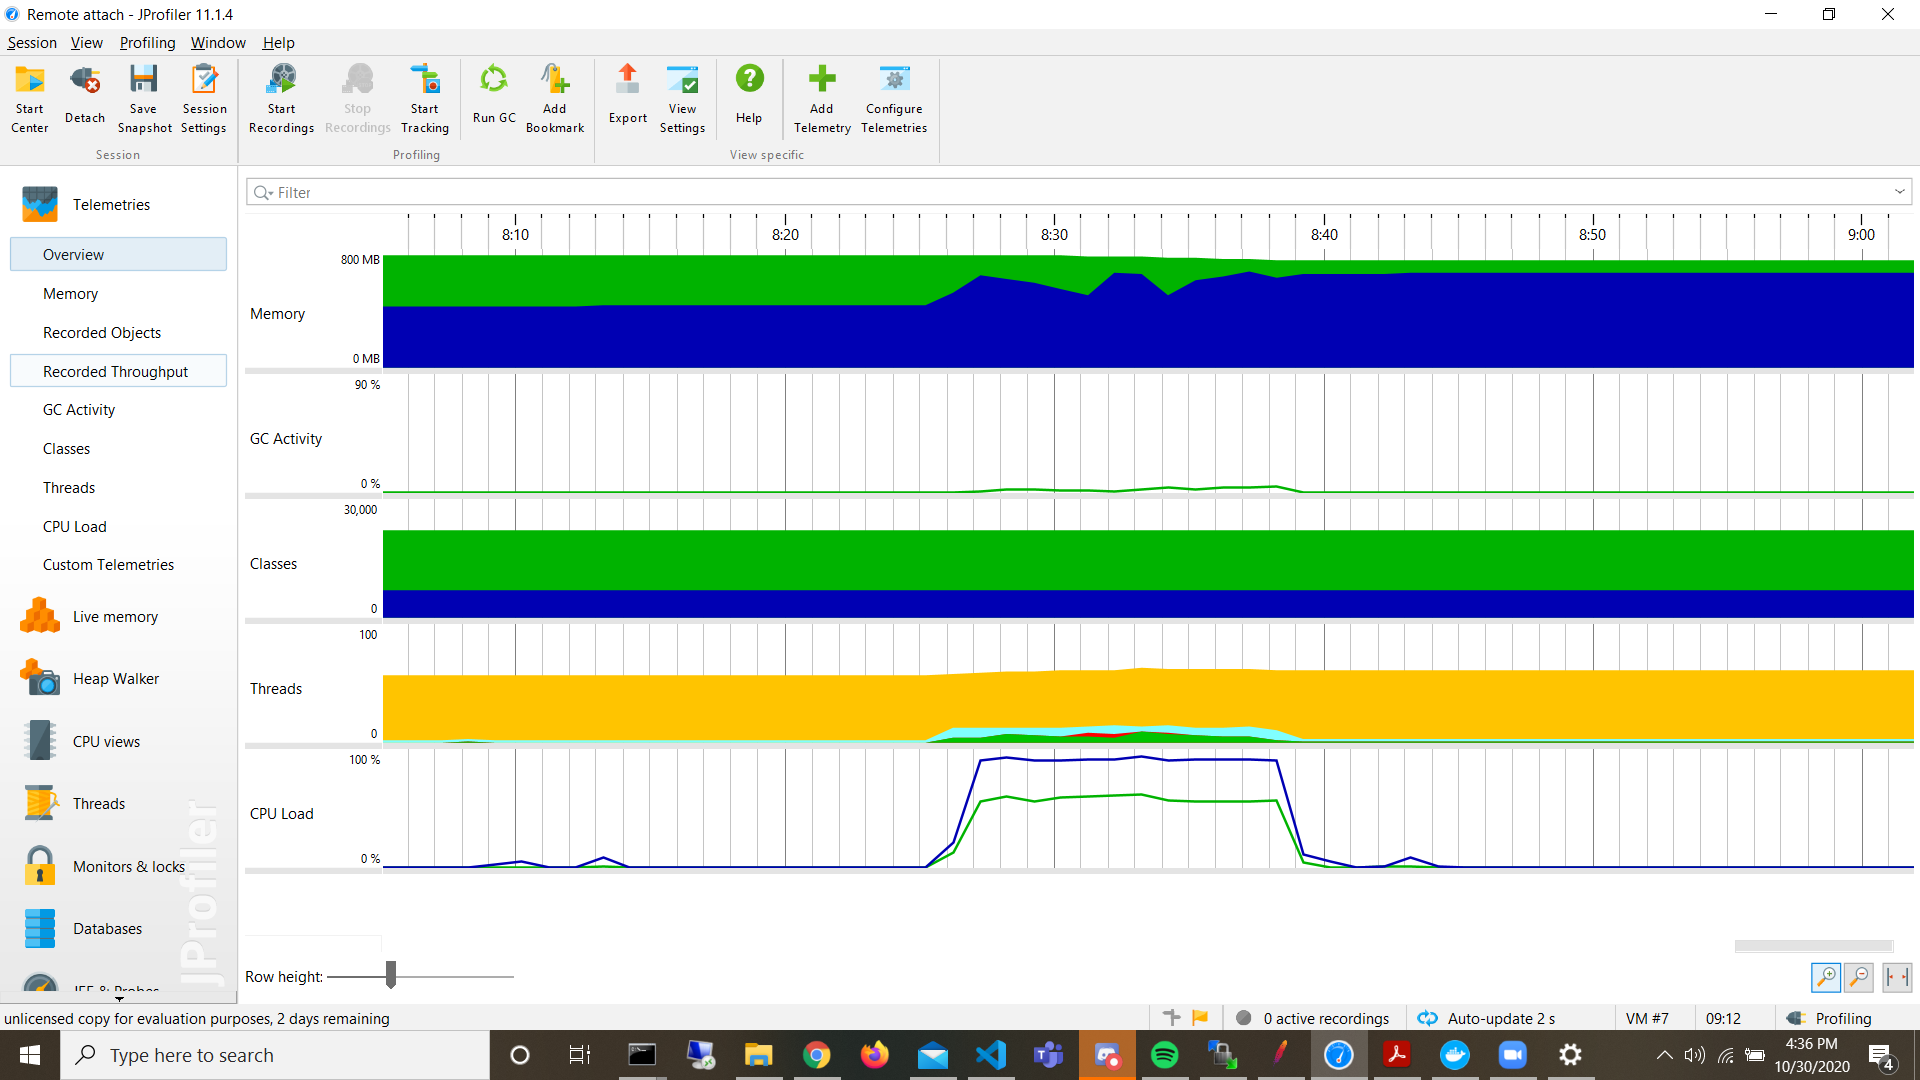 Remote attach - JProfiler 11.1.4
Session View Profiling Window Help
Start Center
Detach
Save Snapshot
Session Settings
Start Recordings
Stop Recordings
Start Tracking
Run GC
Add Bookmark
Export
View Settings
Help
Add Telemetry
Configure Telemetries
Session
Profiling
View specific
Telemetries
Overview
Memory
Recorded Objects
Recorded Throughput
GC Activity
Classes
Threads
CPU Load
Custom Telemetries
Live memory
Heap Walker
CPU views
Threads
Monitors & locks
Databases
JEE & Probes
JProfiler
Filter
8:10 8:20 8:30 8:40 8:50 9:00
800 MB
Memory
0 MB
90 %
GC Activity
0 %
30,000
Classes
0
100
Threads
0
100 %
CPU Load
0 %
Row height:
unlicensed copy for evaluation purposes, 2 days remaining
0 active recordings
Auto-update 2 s
VM #7
09:12
Profiling
Type here to search
4:36 PM
10/30/2020
4